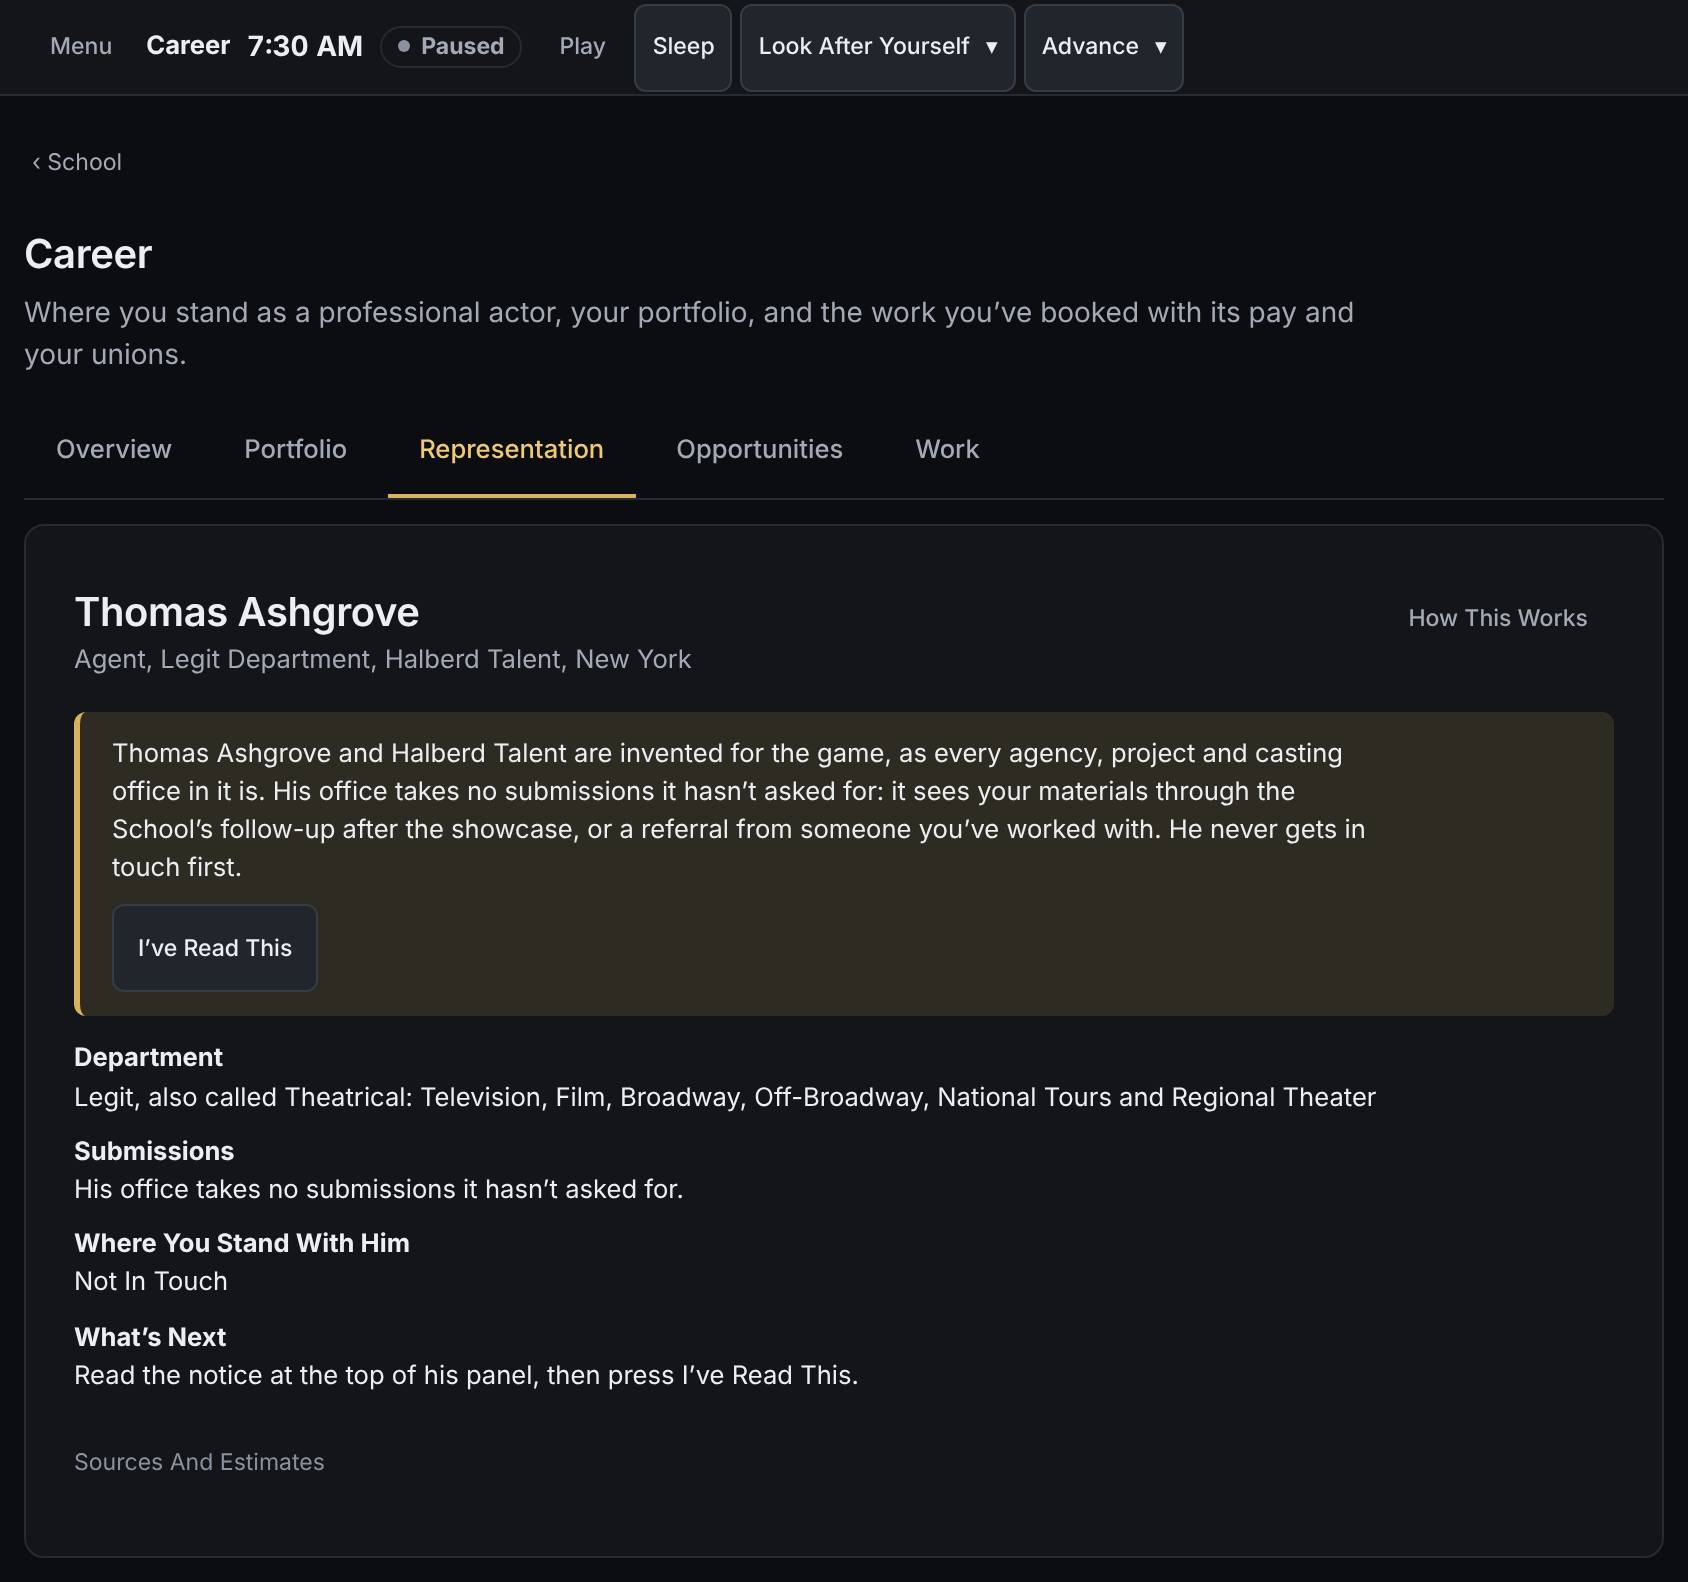 Menu Career 7:30 AM Paused Play Sleep Look After Yourself ▼ Advance ▼
‹ School
Career
Where you stand as a professional actor, your portfolio, and the work you’ve booked with its pay and
your unions.
Overview Portfolio Representation Opportunities Work
Thomas Ashgrove
How This Works
Agent, Legit Department, Halberd Talent, New York
Thomas Ashgrove and Halberd Talent are invented for the game, as every agency, project and casting
office in it is. His office takes no submissions it hasn’t asked for: it sees your materials through the
School’s follow-up after the showcase, or a referral from someone you’ve worked with. He never gets in
touch first.
I’ve Read This
Department
Legit, also called Theatrical: Television, Film, Broadway, Off-Broadway, National Tours and Regional Theater
Submissions
His office takes no submissions it hasn’t asked for.
Where You Stand With Him
Not In Touch
What’s Next
Read the notice at the top of his panel, then press I’ve Read This.
Sources And Estimates